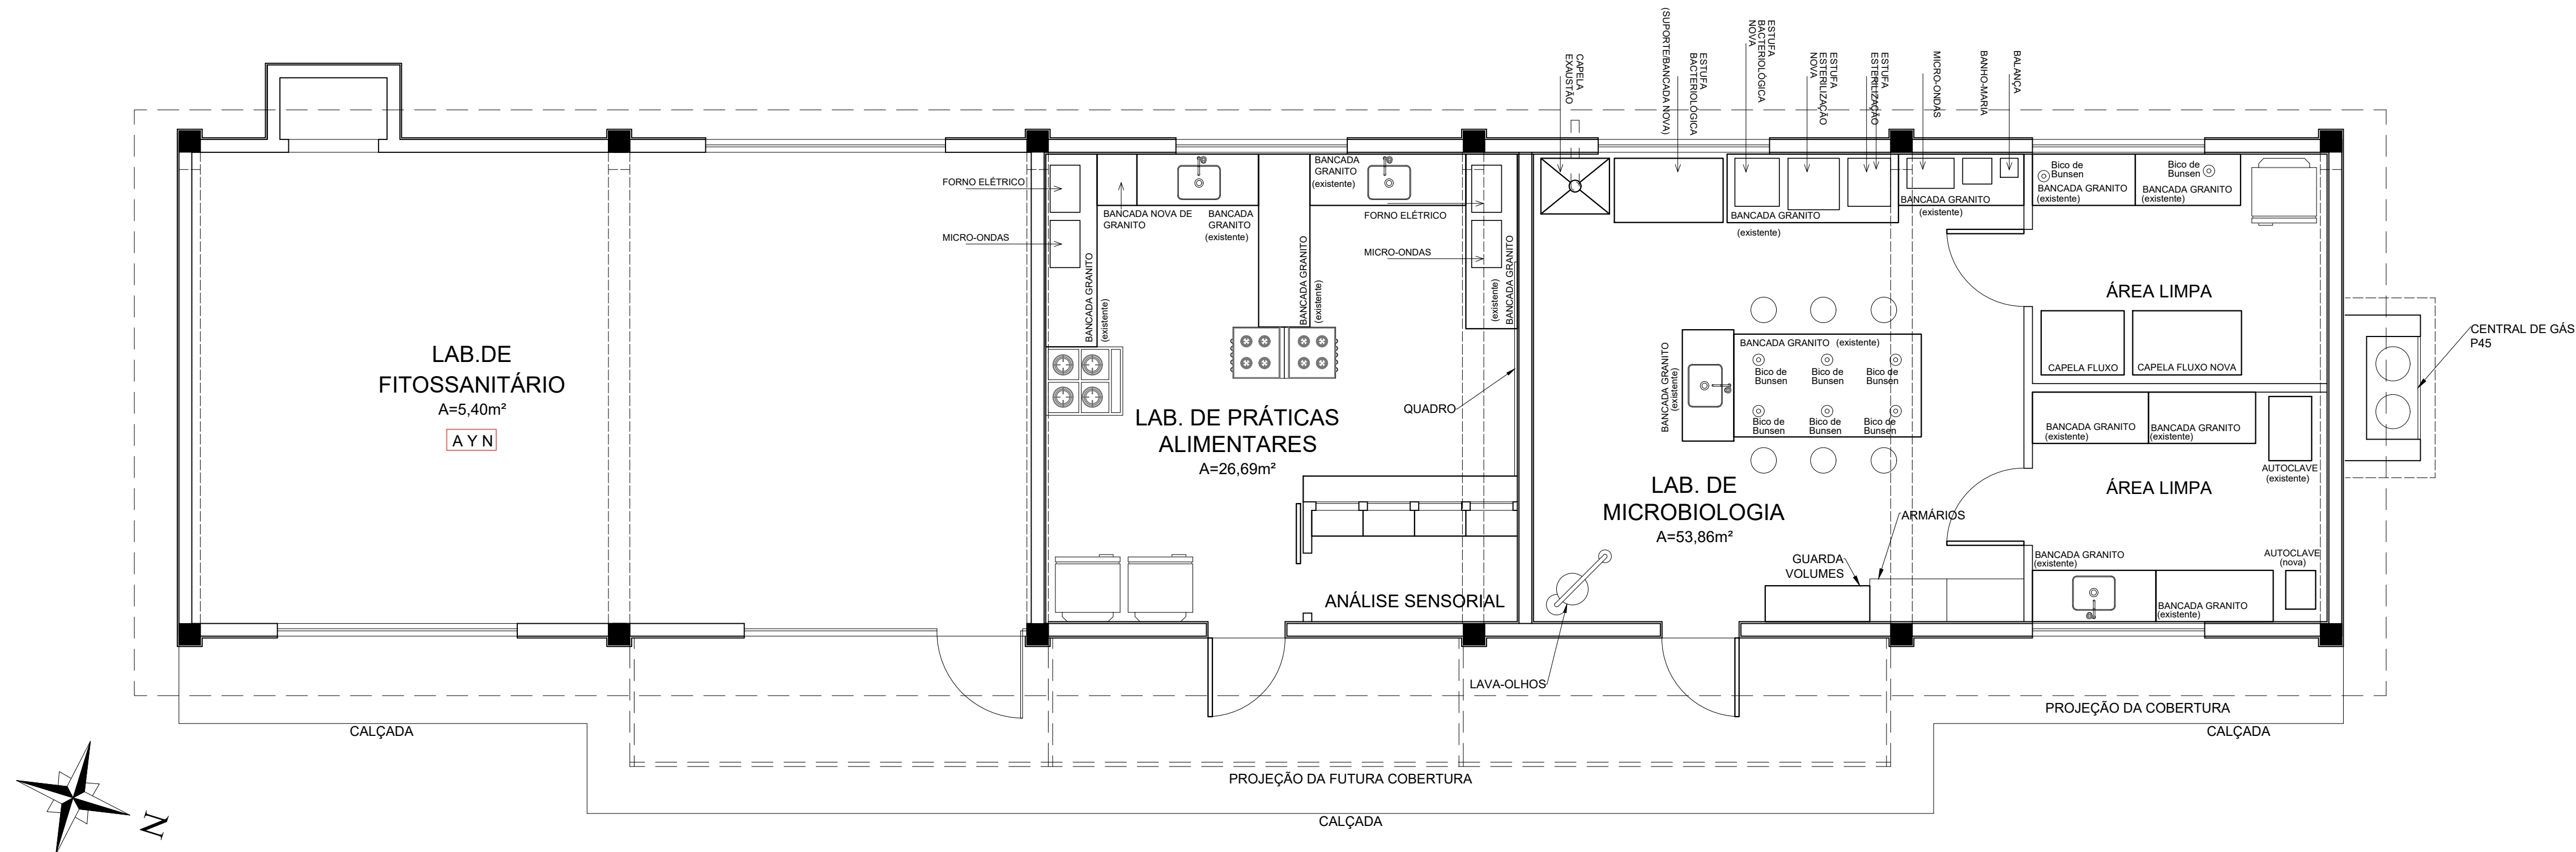 CAPELA
EXAUSTÃO
ESTUFA
BACTERIOLÓGICA
(SUPORTE/BANCADA NOVA)
ESTUFA
BACTERIOLÓGICA
NOVA
ESTUFA
ESTERILIZAÇÃO
NOVA
ESTUFA
ESTERILIZAÇÃO
MICRO-ONDAS
BANHO-MARIA
BALANÇA
FORNO ELÉTRICO
MICRO-ONDAS
BANCADA GRANITO
(existente)
BANCADA NOVA DE
GRANITO
BANCADA
GRANITO
(existente)
BANCADA GRANITO
(existente)
BANCADA
GRANITO
(existente)
FORNO ELÉTRICO
MICRO-ONDAS
(existente)
BANCADA GRANITO
QUADRO
LAB.DE
FITOSSANITÁRIO
A=5,40m²
A Y N
LAB. DE PRÁTICAS
ALIMENTARES
A=26,69m²
ANÁLISE SENSORIAL
BANCADA GRANITO
(existente)
BANCADA GRANITO
(existente)
Bico de
Bunsen
BANCADA GRANITO
(existente)
Bico de
Bunsen
BANCADA GRANITO
(existente)
ÁREA LIMPA
CAPELA FLUXO
CAPELA FLUXO NOVA
CENTRAL DE GÁS
P45
BANCADA GRANITO
(existente)
BANCADA GRANITO (existente)
Bico de
Bunsen
Bico de
Bunsen
Bico de
Bunsen
Bico de
Bunsen
Bico de
Bunsen
Bico de
Bunsen
LAB. DE
MICROBIOLOGIA
A=53,86m²
BANCADA GRANITO
(existente)
BANCADA GRANITO
(existente)
AUTOCLAVE
(existente)
ÁREA LIMPA
ARMÁRIOS
GUARDA
VOLUMES
BANCADA GRANITO
(existente)
BANCADA GRANITO
(existente)
AUTOCLAVE
(nova)
LAVA-OLHOS
PROJEÇÃO DA COBERTURA
CALÇADA
CALÇADA
PROJEÇÃO DA FUTURA COBERTURA
CALÇADA
N